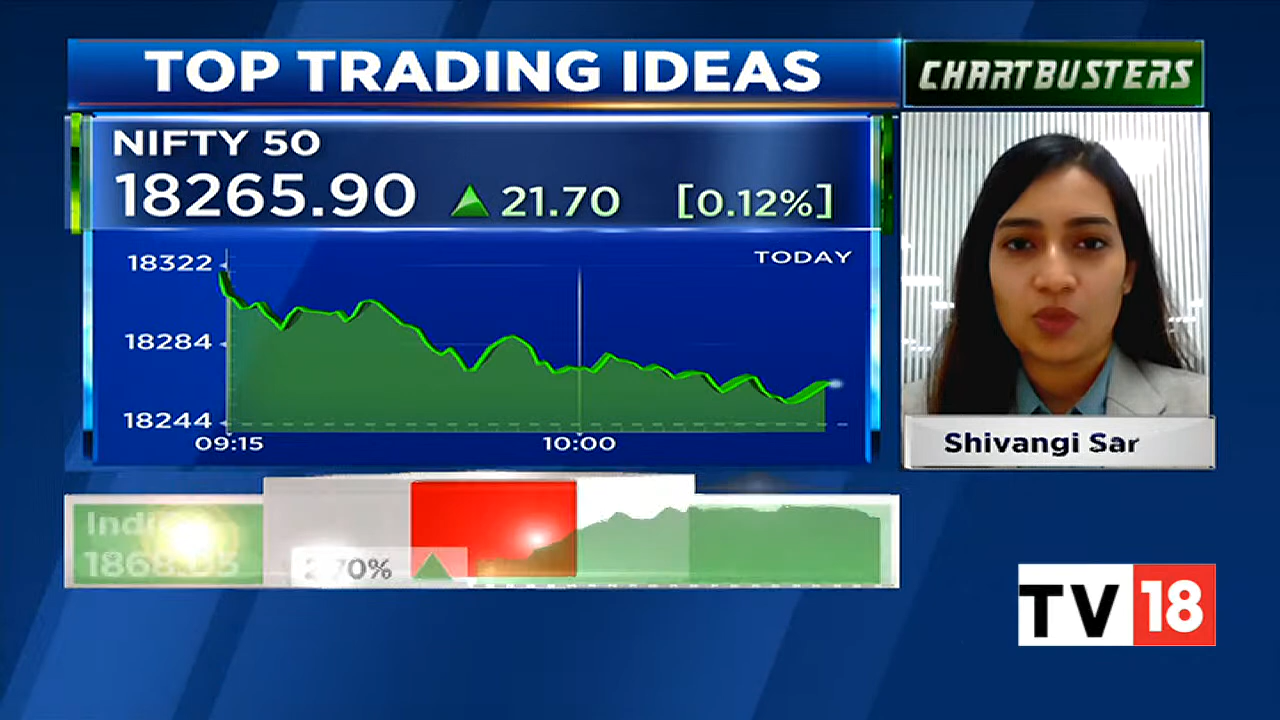 TOP TRADING IDEAS
CHARTBUSTERS
NIFTY 50
18265.90 ▲ 21.70 [0.12%]
TODAY
18322
18284
18244
09:15 10:00
Shivangi Sar
TV18